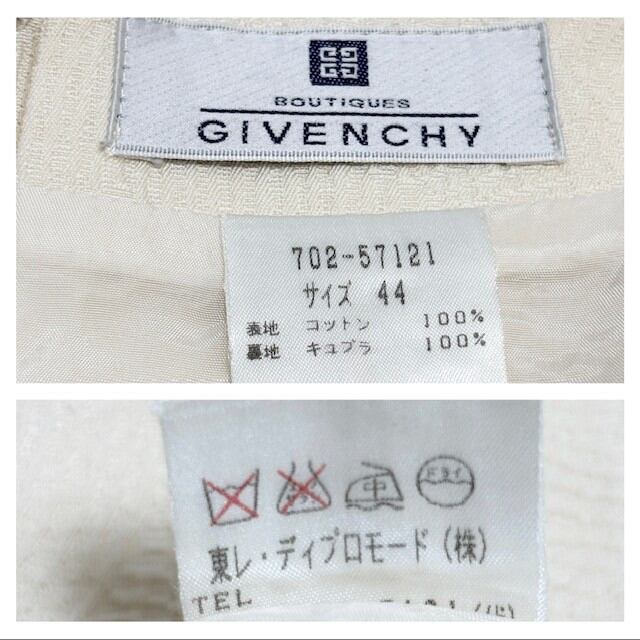 BOUTIQUES
GIVENCHY
702-57121
サイズ 44
表地 コットン 100%
裏地 キュプラ 100%
中 ドライ
東レ・ディプロモード（株）
TEL